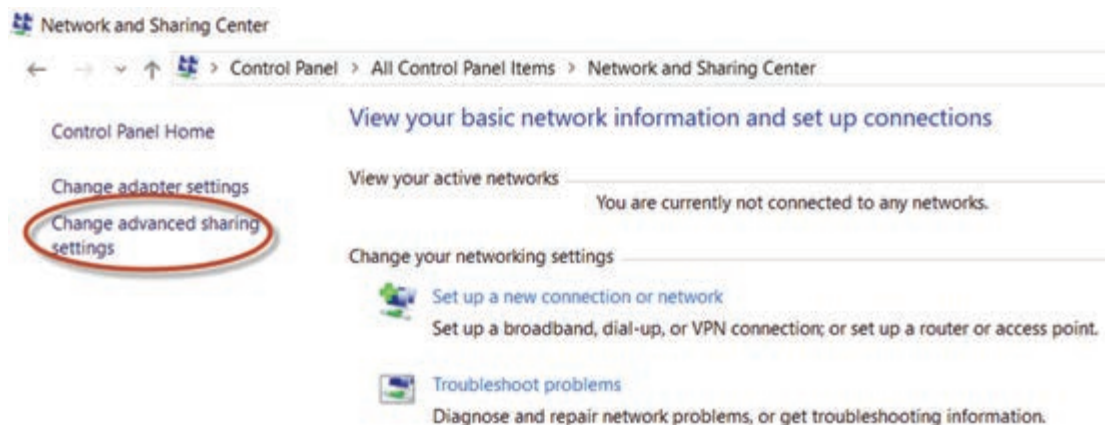 Network and Sharing Center
Control Panel > All Control Panel Items > Network and Sharing Center
Control Panel Home
Change adapter settings
Change advanced sharing
settings
View your basic network information and set up connections
View your active networks
You are currently not connected to any networks.
Change your networking settings
Set up a new connection or network
Set up a broadband, dial-up, or VPN connection; or set up a router or access point.
Troubleshoot problems
Diagnose and repair network problems, or get troubleshooting information.